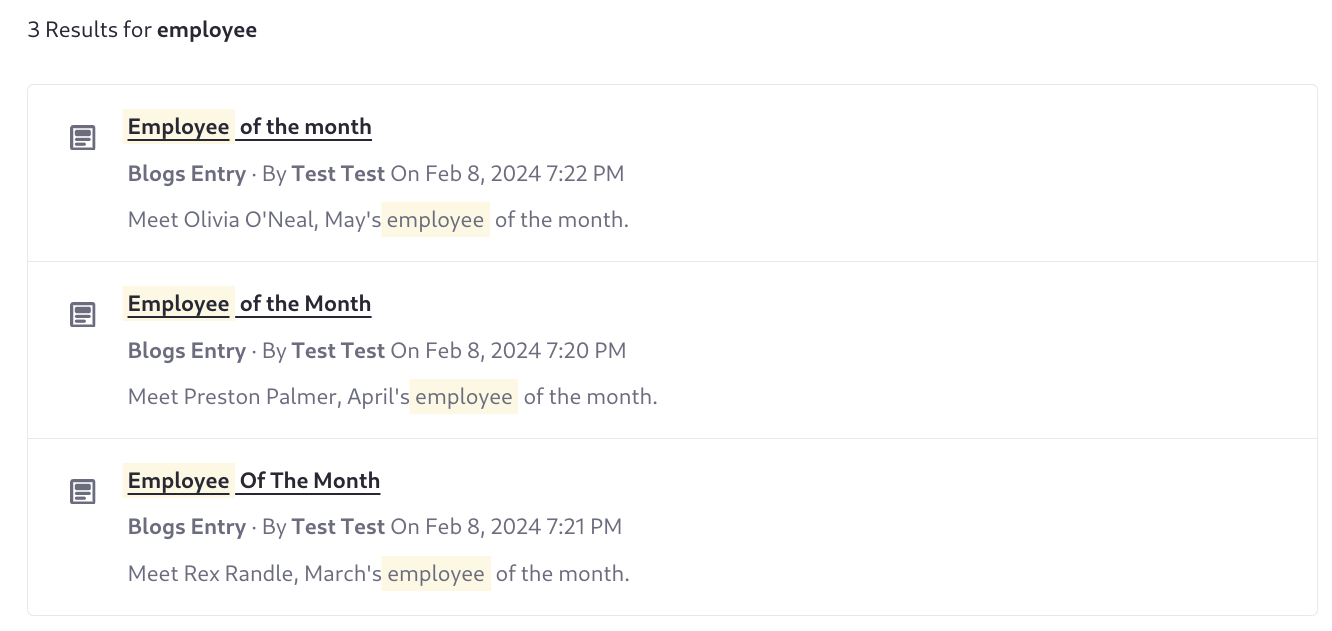 3 Results for employee
Employee of the month
Blogs Entry · By Test Test On Feb 8, 2024 7:22 PM
Meet Olivia O'Neal, May's employee of the month.
Employee of the Month
Blogs Entry · By Test Test On Feb 8, 2024 7:20 PM
Meet Preston Palmer, April's employee of the month.
Employee Of The Month
Blogs Entry · By Test Test On Feb 8, 2024 7:21 PM
Meet Rex Randle, March's employee of the month.